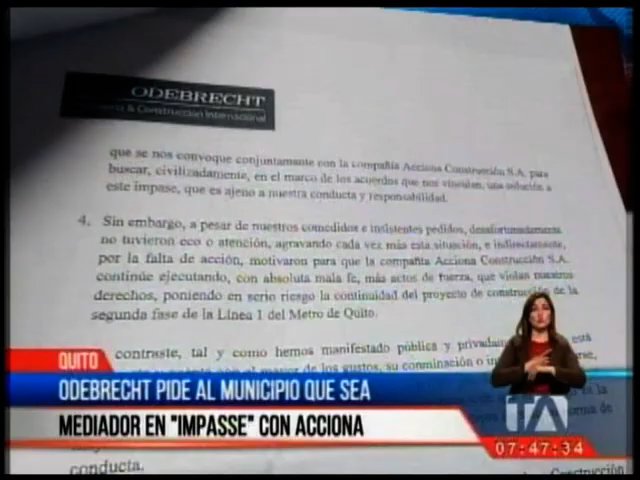 ODEBRECHT
& Construcción Internacional
que se nos convoque conjuntamente con la compañía Acciona Construcción S.A. para
buscar, civilizadamente, en el marco de los acuerdos que nos vinculan, una solución a
este impase, que es ajeno a nuestra conducta y responsabilidad.
4. Sin embargo, a pesar de nuestros comedidos e insistentes pedidos, desafortunadamente
no tuvieron eco o atención, agravando cada vez más esta situación, e indirectamente,
por la falta de acción, motivaron para que la compañía Acciona Construcción S.A.
continúe ejecutando, con absoluta mala fe, más actos de fuerza, que violan nuestros
derechos, poniendo en serio riesgo la continuidad del proyecto de construcción de la
segunda fase de la Línea 1 del Metro de Quito.
contraste, tal y como hemos manifestado pública y está
QUITO
ODEBRECHT PIDE AL MUNICIPIO QUE SEA
MEDIADOR EN "IMPASSE" CON ACCIONA
TA
07:47:34
conducta.
Construcción